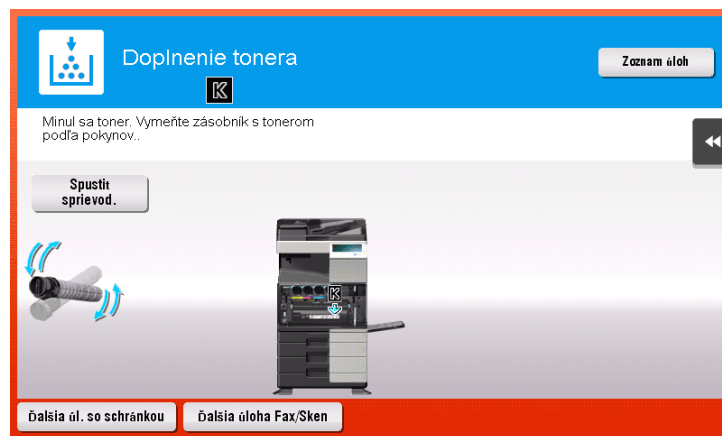 Doplnenie tonera
Zoznam úloh
K
Minul sa toner. Vymeňte zásobník s tonerom
podľa pokynov..
Spustiť
sprievod.
K
Ďalšia úl. so schránkou
Ďalšia úloha Fax/Sken